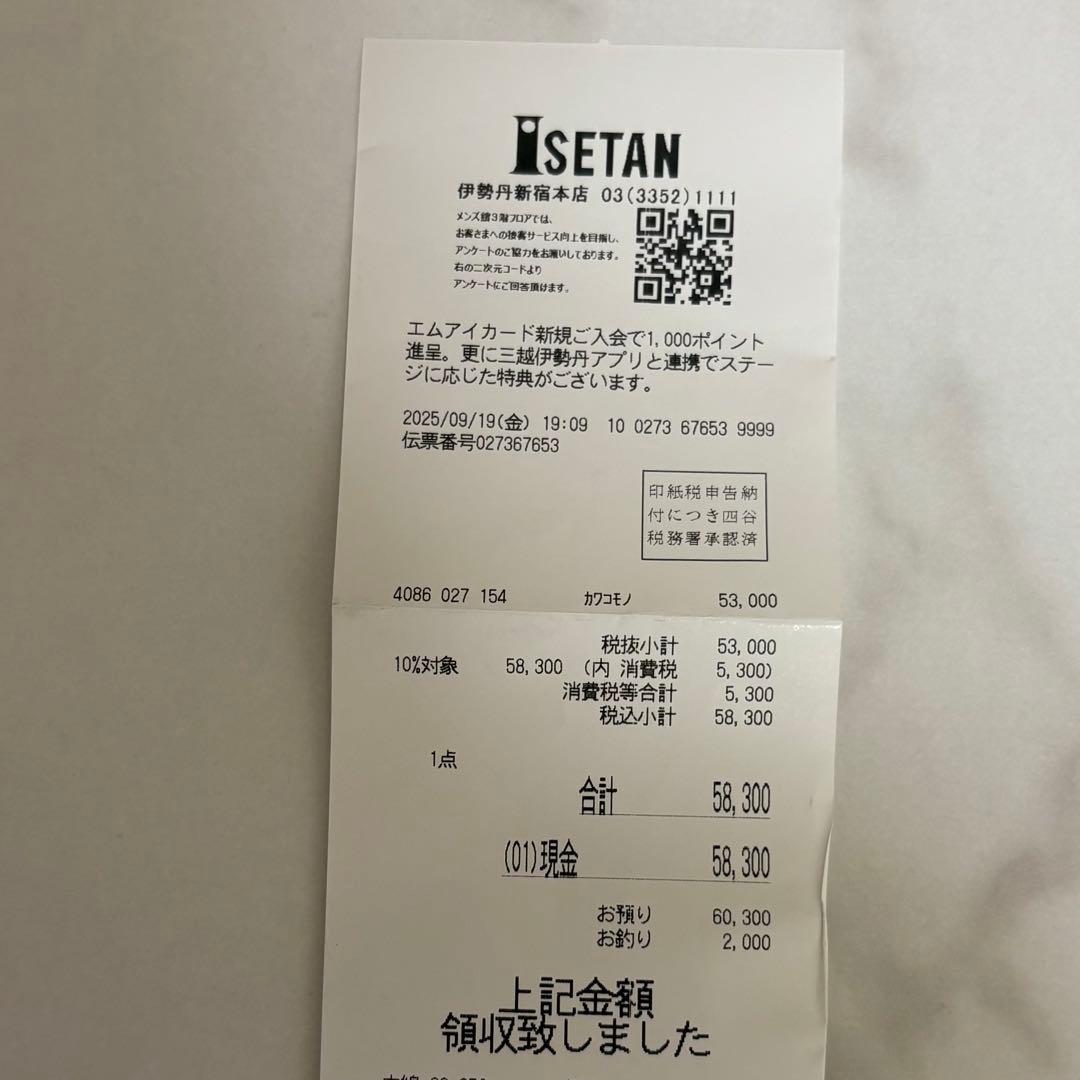 ISETAN
伊勢丹新宿本店 03(3352)1111
メンズ館3階フロアでは、
お客さまへの接客サービス向上を目指し、
アンケートのご協力をお願いしております。
右の二次元コードより
アンケートにご回答頂けます。
エムアイカード新規ご入会で1,000ポイント
進呈。更に三越伊勢丹アプリと連携でステー
ジに応じた特典がございます。
2025/09/19(金) 19:09 10 0273 67653 9999
伝票番号027367653
印紙税申告納
付につき四谷
税務署承認済
4086 027 154 カワコモノ 53,000
税抜小計 53,000
10%対象 58,300 (内 消費税 5,300)
消費税等合計 5,300
税込小計 58,300
1点
合計 58,300
(01)現金 58,300
お預り 60,300
お釣り 2,000
上記金額
領収致しました